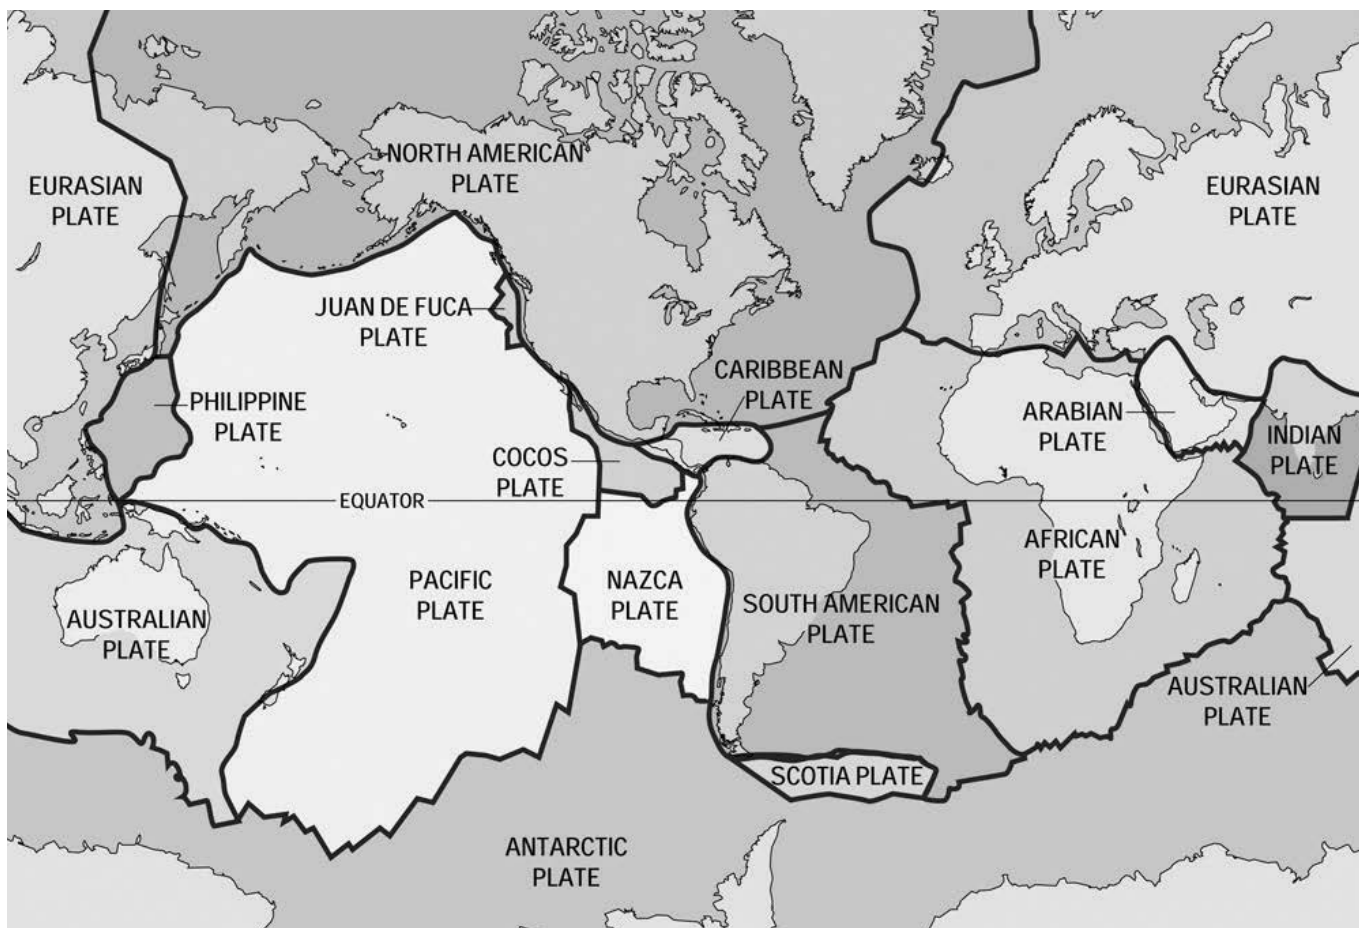 NORTH AMERICAN
PLATE
EURASIAN
PLATE
EURASIAN
PLATE
JUAN DE FUCA
PLATE
CARIBBEAN
PLATE
PHILIPPINE
PLATE
ARABIAN
PLATE
INDIAN
PLATE
COCOS
PLATE
EQUATOR
AFRICAN
PLATE
PACIFIC
PLATE
NAZCA
PLATE
SOUTH AMERICAN
PLATE
AUSTRALIAN
PLATE
AUSTRALIAN
PLATE
SCOTIA PLATE
ANTARCTIC
PLATE